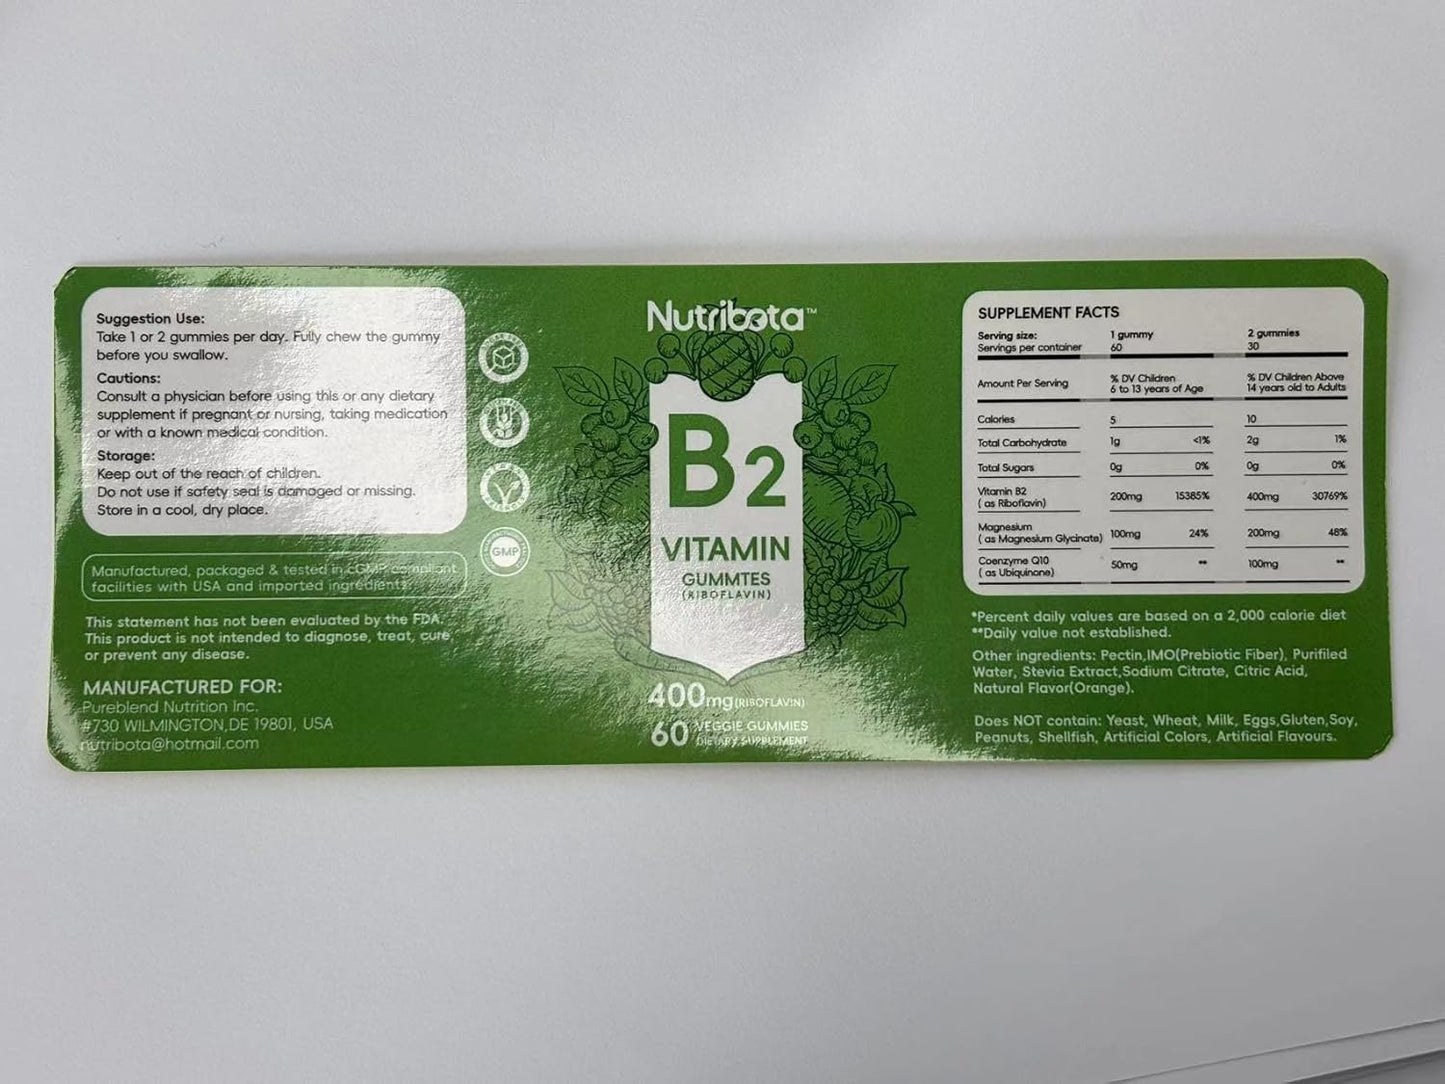 Suggestion Use:
Take 1 or 2 gummies per day. Fully chew the gummy
before you swallow.
Cautions:
Consult a physician before using this or any dietary
supplement if pregnant or nursing, taking medication
or with a known medical condition.
Storage:
Keep out of the reach of children.
Do not use if safety seal is damaged or missing.
Store in a cool, dry place.
Manufactured, packaged & tested in cGMP compliant
facilities with USA and imported ingredients
This statement has not been evaluated by the FDA.
This product is not intended to diagnose, treat, cure,
or prevent any disease.
MANUFACTURED FOR:
Pureblend Nutrition Inc.
#730 WILMINGTON,DE 19801, USA
nutribota@hotmail.com
GMP
Nutribota™
B2
VITAMIN
GUMMTES
(RIBOFLAVIN)
400mg(RIBOFLAVIN)
60 VEGGIE GUMMIES
DIETARY SUPPLEMENT
SUPPLEMENT FACTS
Serving size: 1 gummy 2 gummies
Servings per container 60 30
Amount Per Serving % DV Children % DV Children Above
6 to 13 years of Age 14 years old to Adults
Calories 5 10
Total Carbohydrate 1g <1% 2g 1%
Total Sugars 0g 0% 0g 0%
Vitamin B2
( as Riboflavin) 200mg 15385% 400mg 30769%
Magnesium
( as Magnesium Glycinate) 100mg 24% 200mg 48%
Coenzyme Q10
( as Ubiquinone) 50mg ** 100mg **
*Percent daily values are based on a 2,000 calorie diet
**Daily value not established.
Other ingredients: Pectin,IMO(Prebiotic Fiber), Purifiled
Water, Stevia Extract,Sodium Citrate, Citric Acid,
Natural Flavor(Orange).
Does NOT contain: Yeast, Wheat, Milk, Eggs,Gluten,Soy,
Peanuts, Shellfish, Artificial Colors, Artificial Flavours.